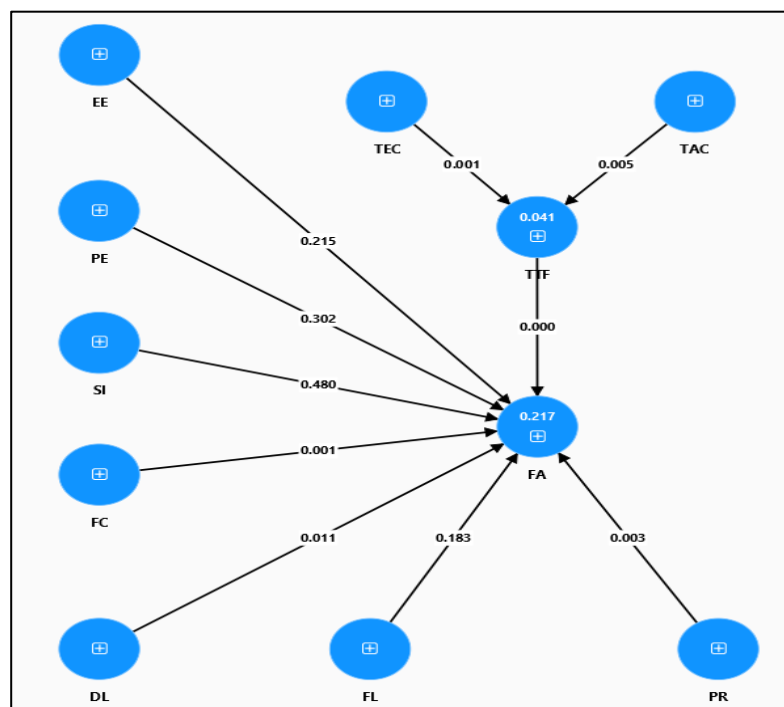 EE
TEC
TAC
0.001
0.005
PE
0.215
0.041
TTF
0.302
0.000
SI
0.480
0.217
FC
0.001
FA
0.011
0.183
0.003
DL
FL
PR